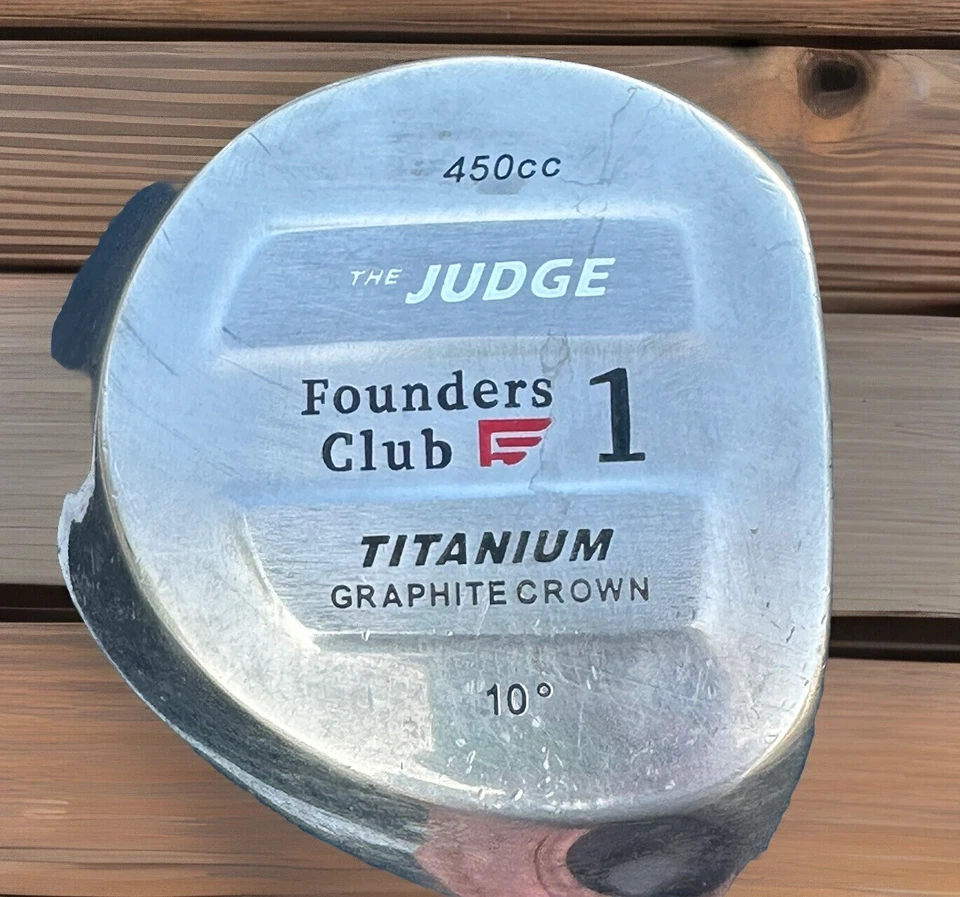 450cc
THE JUDGE
Founders
Club 1
TITANIUM
GRAPHITE CROWN
10°